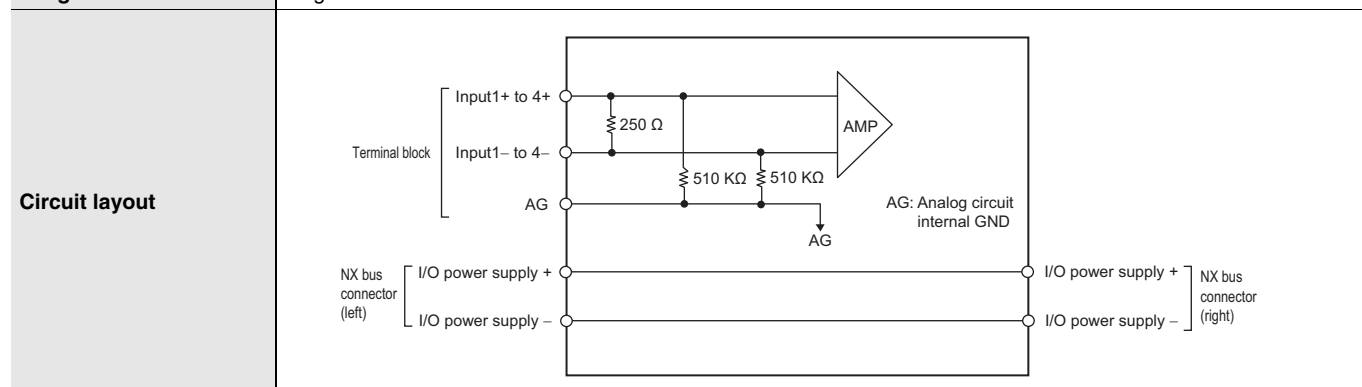 Circuit layout
Terminal block
Input1+ to 4+
Input1– to 4–
AG
250 Ω
510 KΩ
510 KΩ
AMP
AG
AG: Analog circuit
internal GND
NX bus
connector
(left)
I/O power supply +
I/O power supply –
I/O power supply +
I/O power supply –
NX bus
connector
(right)